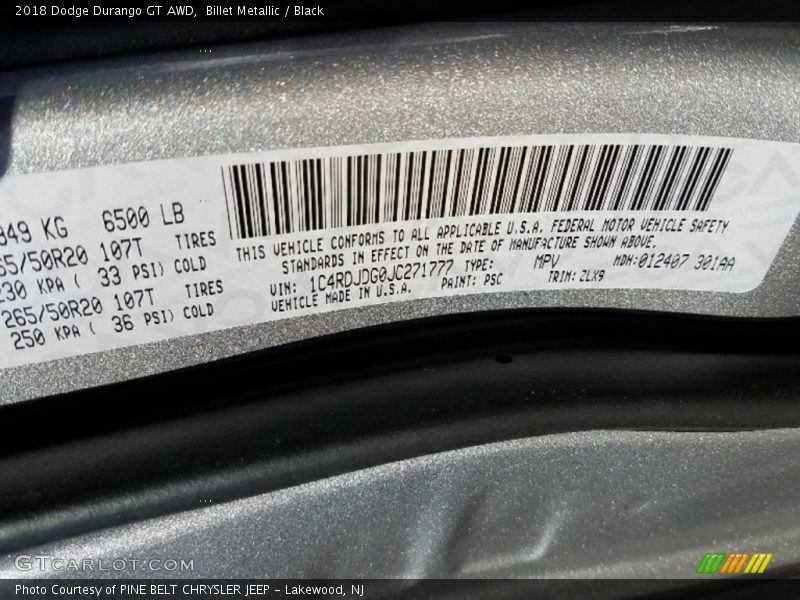 2018 Dodge Durango GT AWD,  Billet Metallic / Black
949 KG 6500 LB
65/50R20 107T TIRES
230 KPA ( 33 PSI) COLD
265/50R20 107T TIRES
250 KPA ( 36 PSI) COLD
THIS VEHICLE CONFORMS TO ALL APPLICABLE U.S.A. FEDERAL MOTOR VEHICLE SAFETY
STANDARDS IN EFFECT ON THE DATE OF MANUFACTURE SHOWN ABOVE.
VIN: 1C4RDJDG0JC271777 TYPE: MPV MDH:012407 301AA
VEHICLE MADE IN U.S.A. PAINT: PSC TRIM: ZLX9
GTCARLOT.COM
Photo Courtesy of PINE BELT CHRYSLER JEEP – Lakewood, NJ